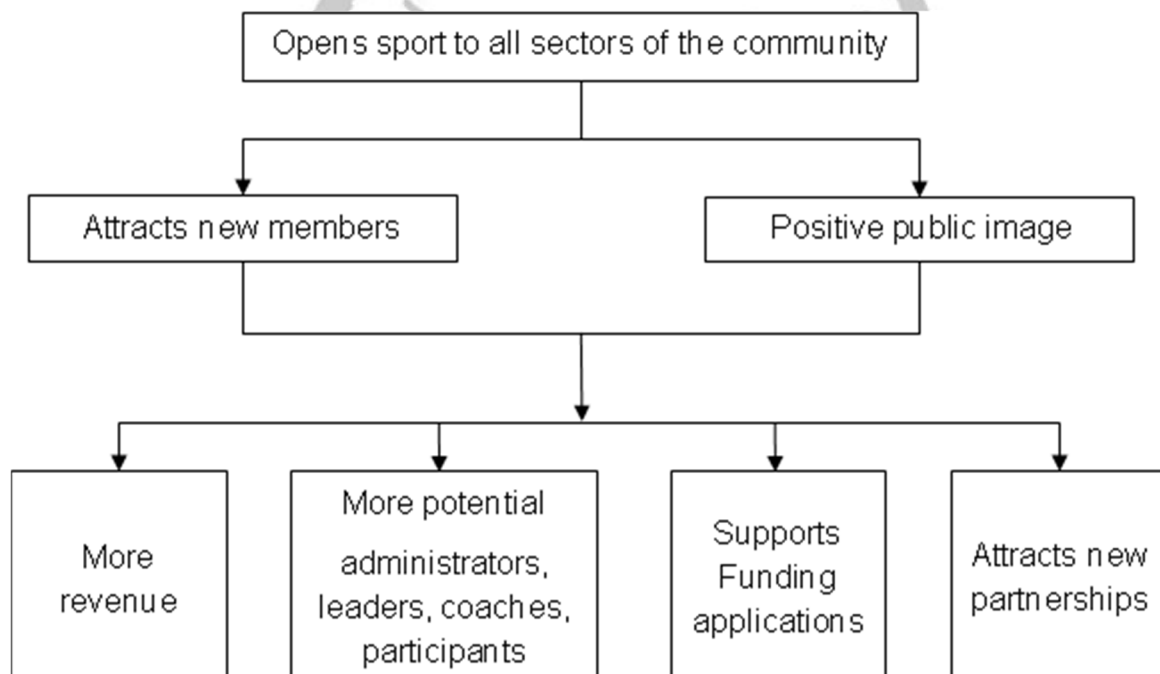 Opens sport to all sectors of the community
Attracts new members
Positive public image
More
revenue
More potential
administrators,
leaders, coaches,
participants
Supports
Funding
applications
Attracts new
partnerships